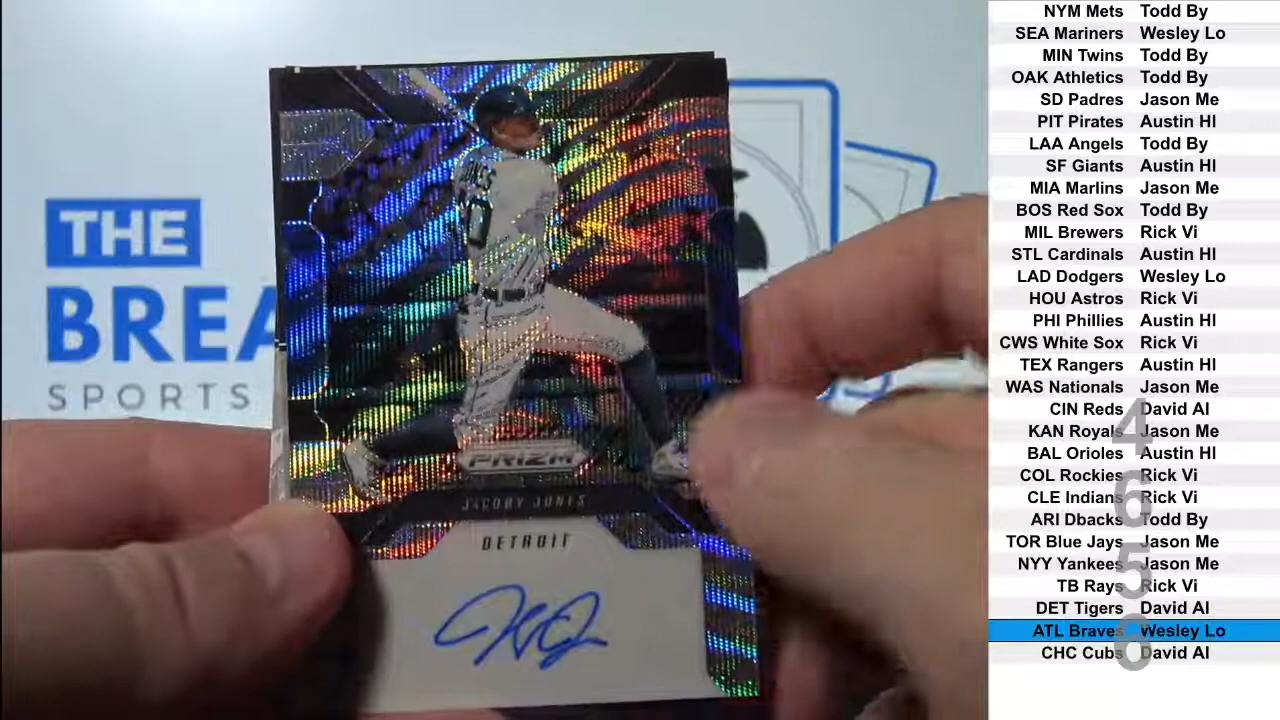 THE
BREA
SPORTS
JONES
PRIZM
JACOBY JONES
DETROIT
NYM Mets Todd By
SEA Mariners Wesley Lo
MIN Twins Todd By
OAK Athletics Todd By
SD Padres Jason Me
PIT Pirates Austin Hl
LAA Angels Todd By
SF Giants Austin Hl
MIA Marlins Jason Me
BOS Red Sox Todd By
MIL Brewers Rick Vi
STL Cardinals Austin Hl
LAD Dodgers Wesley Lo
HOU Astros Rick Vi
PHI Phillies Austin Hl
CWS White Sox Rick Vi
TEX Rangers Austin Hl
WAS Nationals Jason Me
CIN Reds David Al
KAN Royals Jason Me
BAL Orioles Austin Hl
COL Rockies Rick Vi
CLE Indians Rick Vi
ARI Dbacks Todd By
TOR Blue Jays Jason Me
NYY Yankees Jason Me
TB Rays Rick Vi
DET Tigers David Al
ATL Braves Wesley Lo
CHC Cubs David Al